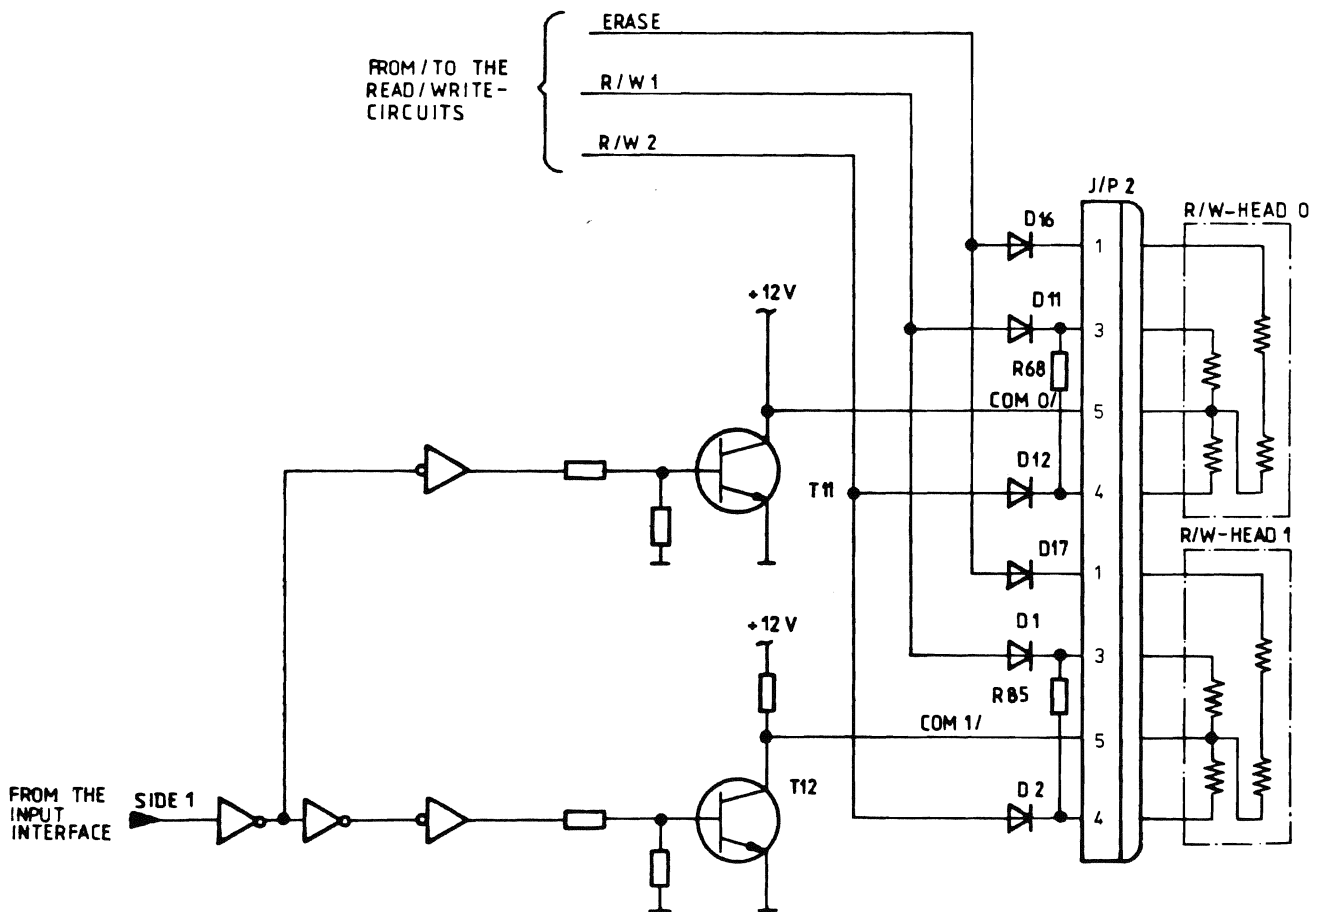 ERASE
FROM/TO THE
READ/WRITE-
CIRCUITS
R/W 1
R/W 2
J/P 2
R/W-HEAD 0
D16
1
+12V
D11
3
R68
COM 0/
5
D12
T11
4
R/W-HEAD 1
D17
1
+12V
D1
3
R85
COM 1/
5
FROM THE
INPUT
INTERFACE
SIDE 1
T12
D2
4